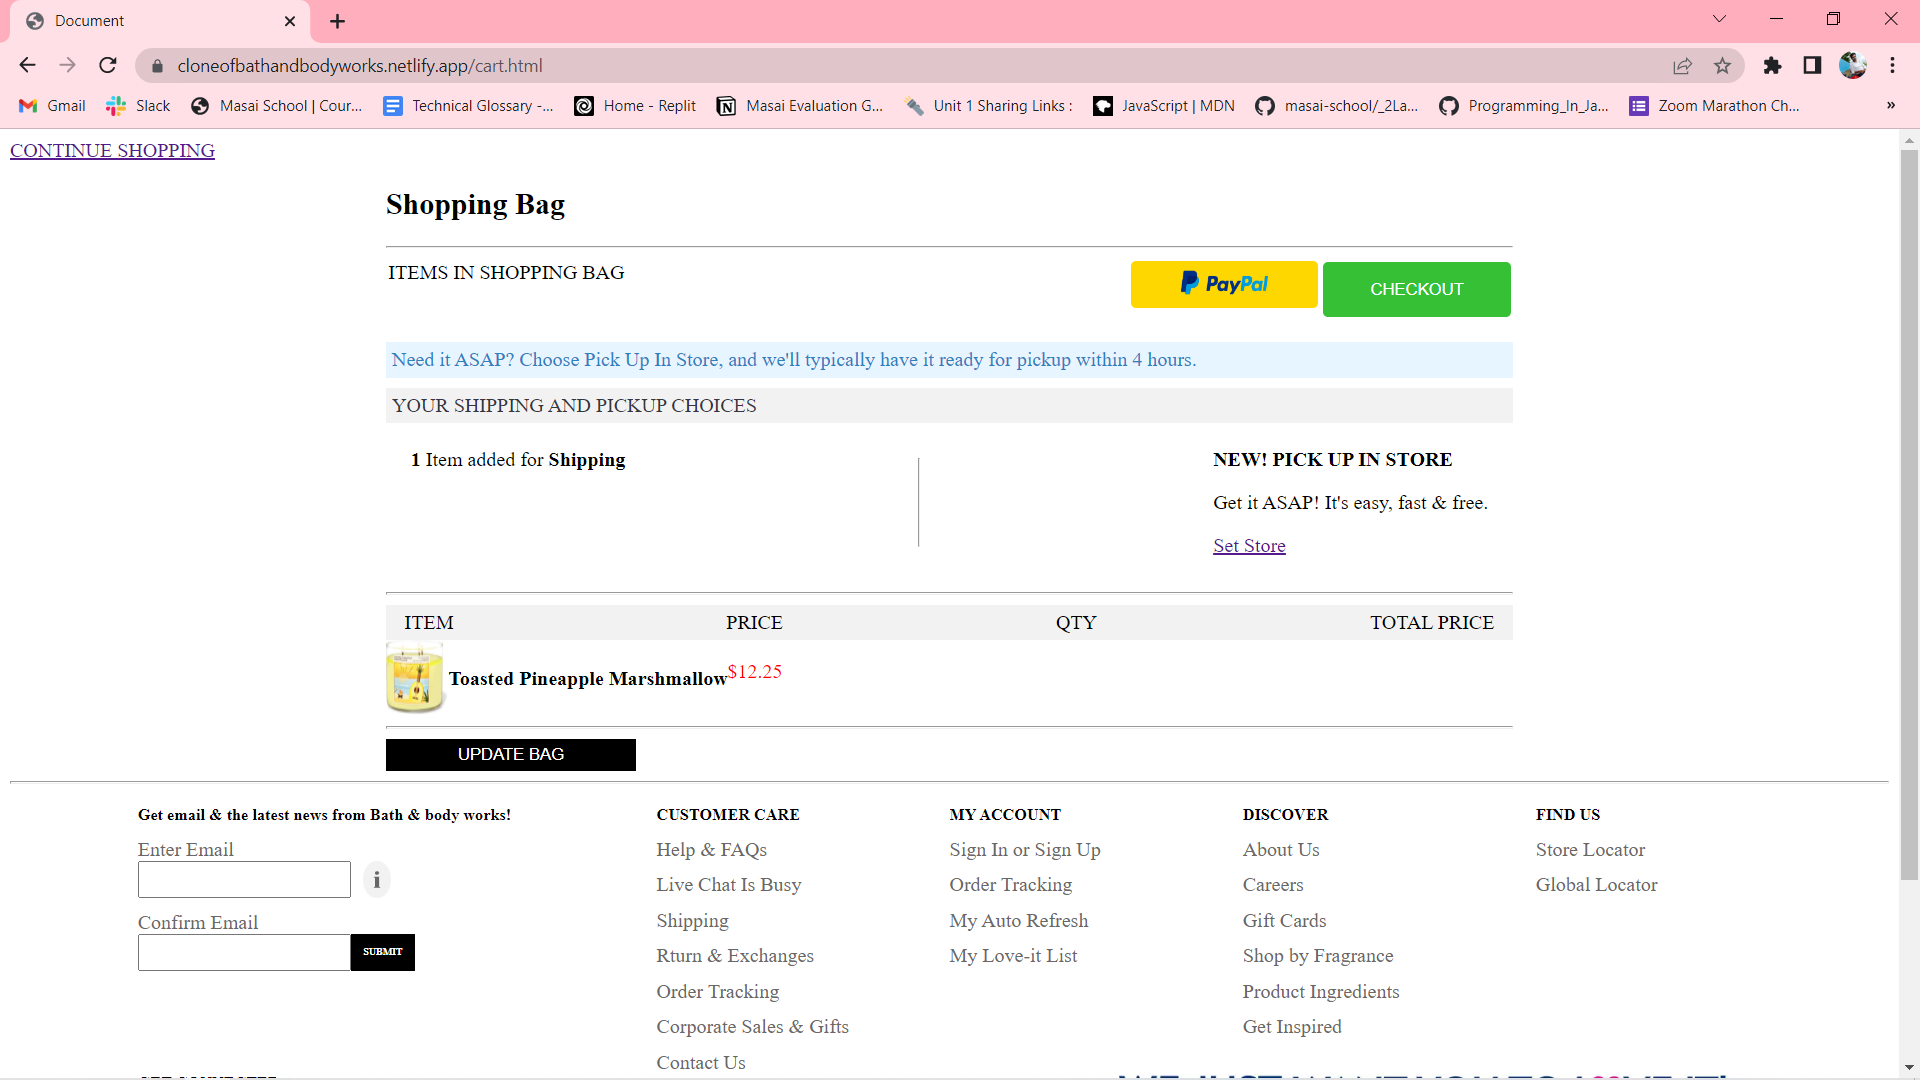 Document
cloneofbathandbodyworks.netlify.app/cart.html
Gmail Slack Masai School | Cour... Technical Glossary -... Home - Replit Masai Evaluation G... Unit 1 Sharing Links : JavaScript | MDN masai-school/_2La... Programming_In_Ja... Zoom Marathon Ch... »
CONTINUE SHOPPING
Shopping Bag
ITEMS IN SHOPPING BAG
PayPal
CHECKOUT
Need it ASAP? Choose Pick Up In Store, and we'll typically have it ready for pickup within 4 hours.
YOUR SHIPPING AND PICKUP CHOICES
1 Item added for Shipping
NEW! PICK UP IN STORE
Get it ASAP! It's easy, fast & free.
Set Store
ITEM PRICE QTY TOTAL PRICE
Toasted Pineapple Marshmallow $12.25
UPDATE BAG
Get email & the latest news from Bath & body works!
Enter Email
i
Confirm Email
SUBMIT
CUSTOMER CARE
Help & FAQs
Live Chat Is Busy
Shipping
Rturn & Exchanges
Order Tracking
Corporate Sales & Gifts
Contact Us
MY ACCOUNT
Sign In or Sign Up
Order Tracking
My Auto Refresh
My Love-it List
DISCOVER
About Us
Careers
Gift Cards
Shop by Fragrance
Product Ingredients
Get Inspired
FIND US
Store Locator
Global Locator